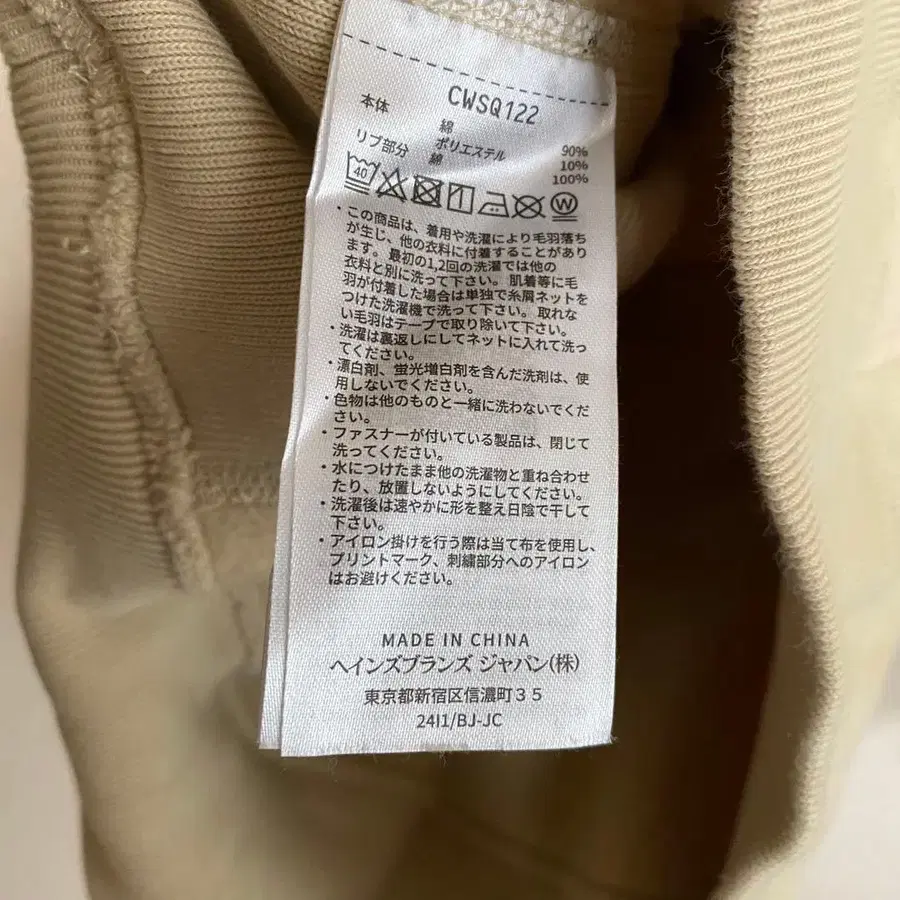 CWSQ122
本体 綿 90%
ポリエステル 10%
リブ部分 綿 100%
40 W
・この商品は、着用や洗濯により毛羽落ち
が生じ、他の衣料に付着することがあり
ます。最初の1,2回の洗濯では他の
衣料と別に洗って下さい。肌着等に毛
羽が付着した場合は単独で糸屑ネットを
つけた洗濯機で洗って下さい。取れな
い毛羽はテープで取り除いて下さい。
・洗濯は裏返しにしてネットに入れて洗っ
てください。
・漂白剤、蛍光増白剤を含んだ洗剤は、使
用しないでください。
・色物は他のものと一緒に洗わないでくだ
さい。
・ファスナーが付いている製品は、閉じて
洗ってください。
・水につけたまま他の洗濯物と重ね合わせ
たり、放置しないようにしてください。
・洗濯後は速やかに形を整え日陰で干して
下さい。
・アイロン掛けを行う際は当て布を使用し、
プリントマーク、刺繍部分へのアイロン
はお避けください。
MADE IN CHINA
ヘインズブランズ ジャパン(株)
東京都新宿区信濃町35
24I1/BJ-JC